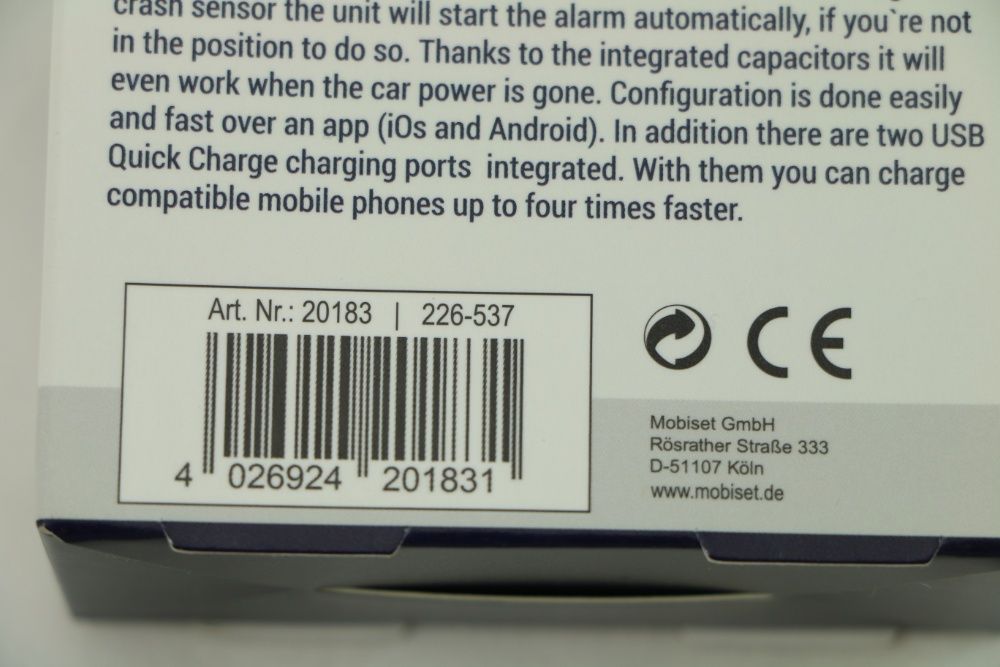 crash sensor the unit will start the alarm automatically, if you`re not
in the position to do so. Thanks to the integrated capacitors it will
even work when the car power is gone. Configuration is done easily
and fast over an app (iOs and Android). In addition there are two USB
Quick Charge charging ports  integrated. With them you can charge
compatible mobile phones up to four times faster.
Art. Nr.: 20183 | 226-537
4 026924 201831
CE
Mobiset GmbH
Rösrather Straße 333
D-51107 Köln
www.mobiset.de